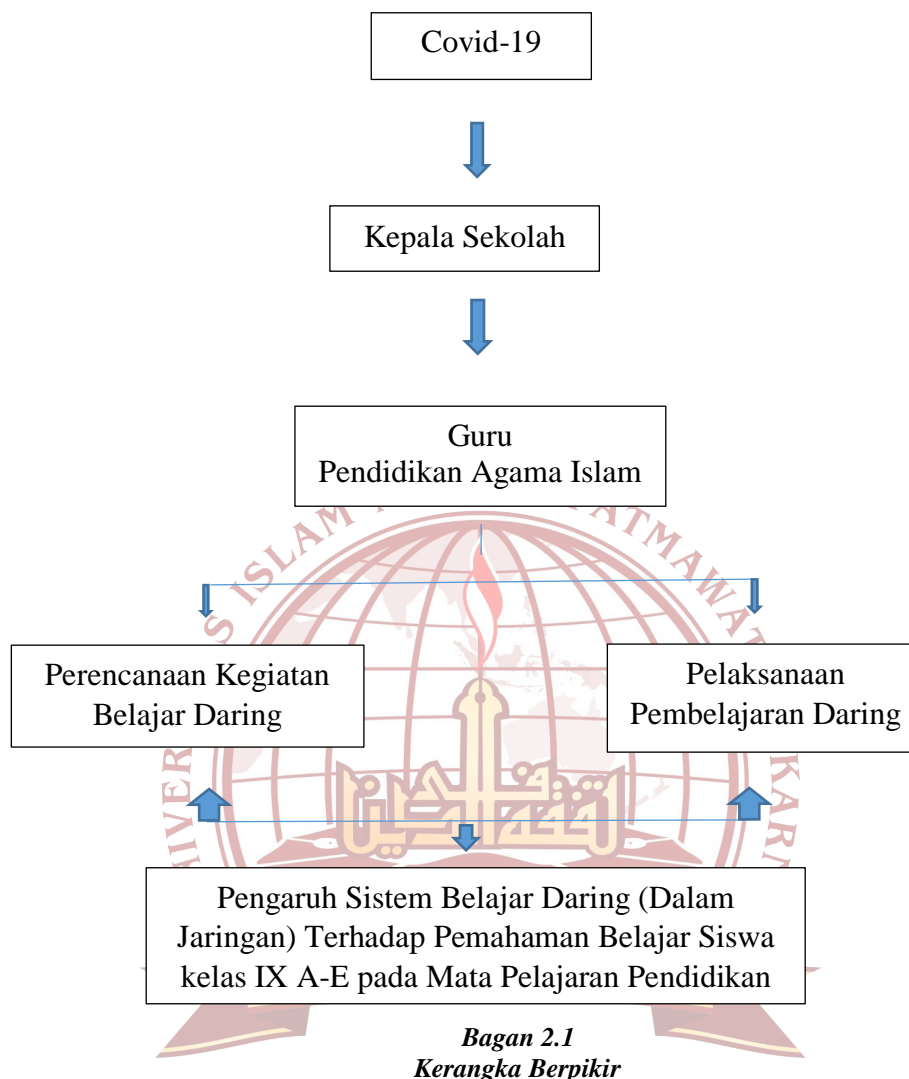 Covid-19
Kepala Sekolah
Guru
Pendidikan Agama Islam
Perencanaan Kegiatan
Belajar Daring
Pelaksanaan
Pembelajaran Daring
Pengaruh Sistem Belajar Daring (Dalam
Jaringan) Terhadap Pemahaman Belajar Siswa
kelas IX A-E pada Mata Pelajaran Pendidikan
Bagan 2.1
Kerangka Berpikir
ISLAM